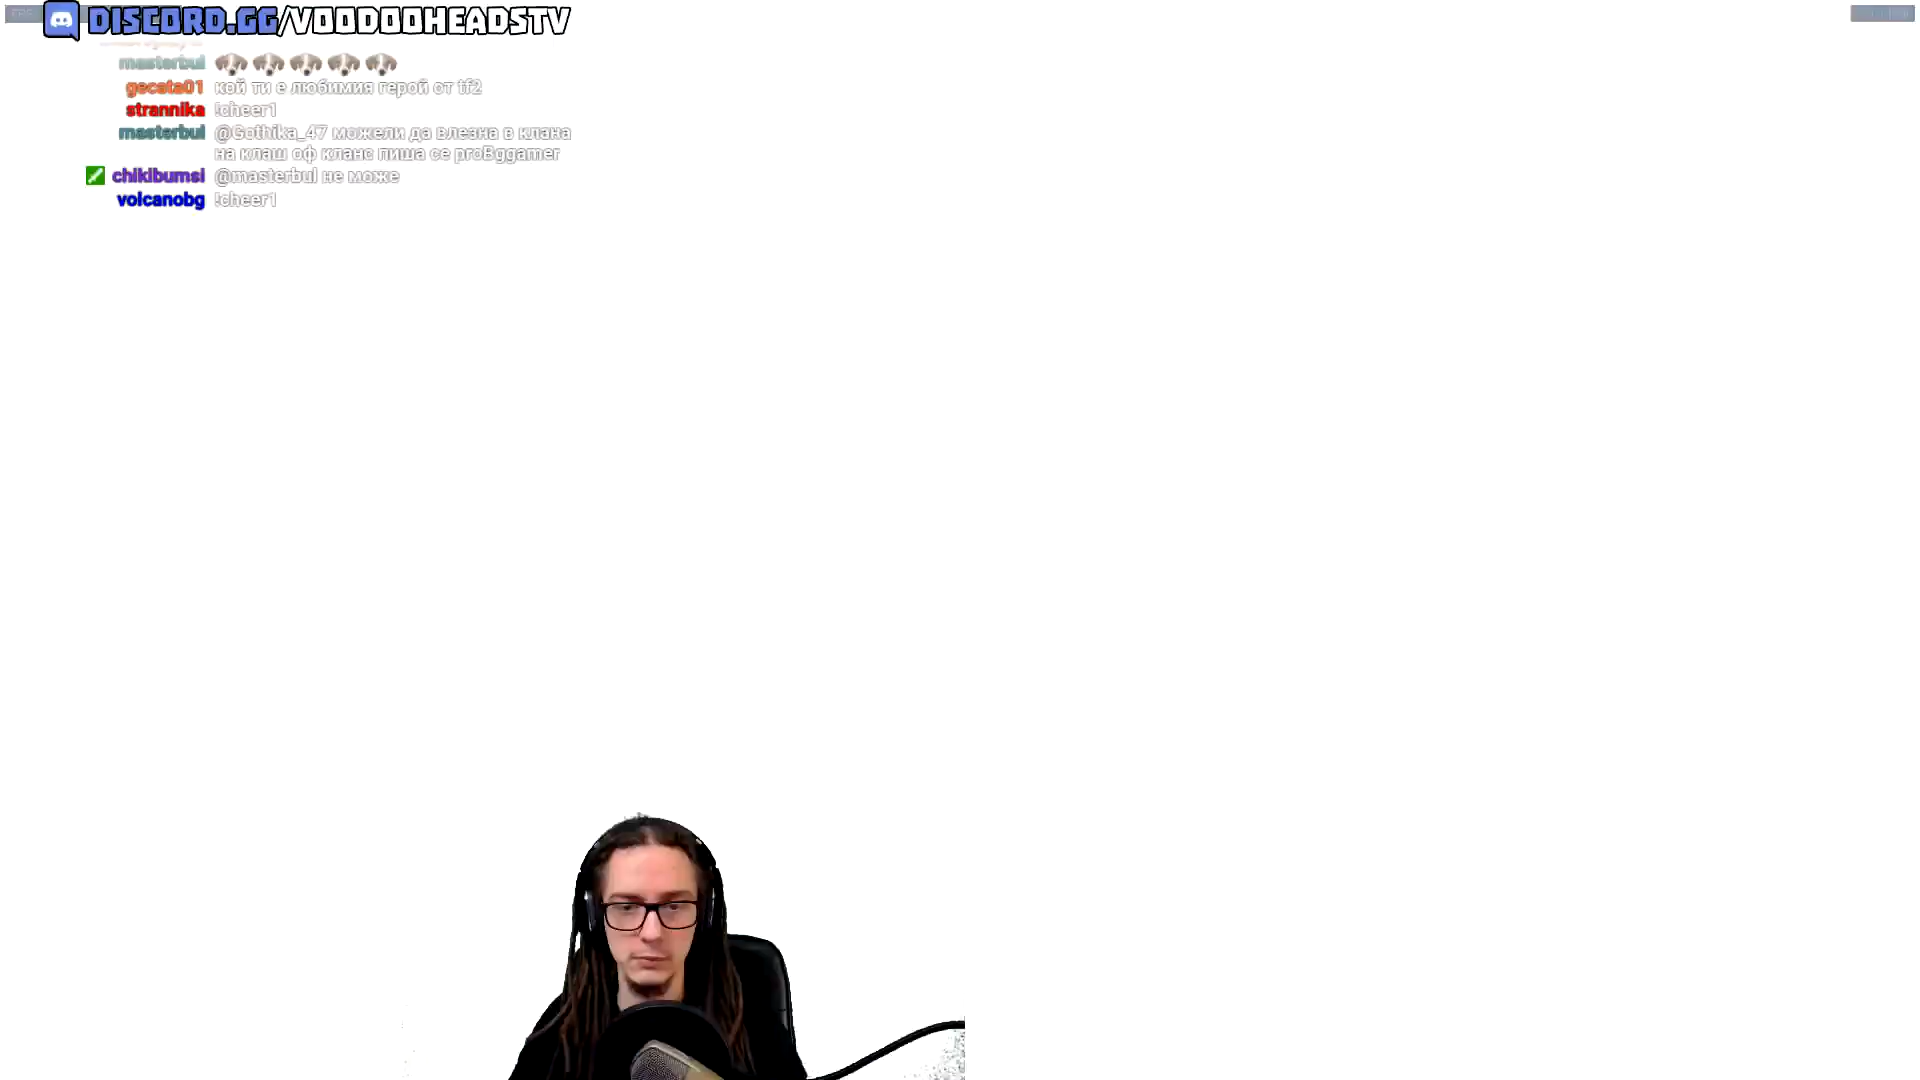 DISCORD.GG/VOODOOHEADSTV
masterbul
gecata01 кой ти е любимия герой от tf2
strannika !cheer1
masterbul @Gothika_47 можели да влезна в клана
на клаш оф кланс пиша се proBggamer
chikibumsi @masterbul не може
volcanobg !cheer1